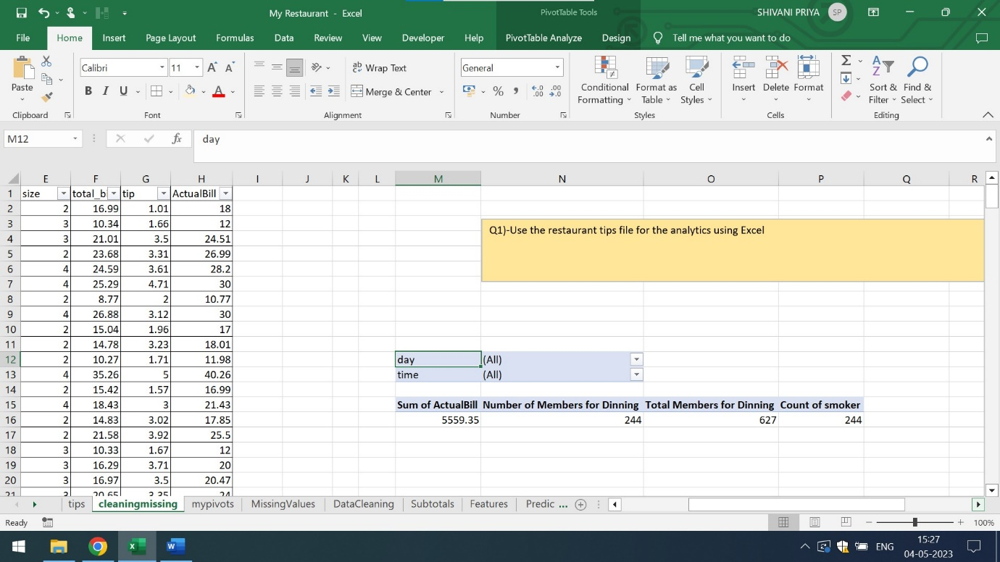 My Restaurant - Excel
PivotTable Tools
SHIVANI PRIYA
SP
File Home Insert Page Layout Formulas Data Review View Developer Help PivotTable Analyze Design Tell me what you want to do
Paste
Calibri 11
B I U
ab Wrap Text
Merge & Center
General
% ,
Conditional Formatting
Format as Table
Cell Styles
Insert Delete Format
Sort & Filter
Find & Select
Clipboard Font Alignment Number Styles Cells Editing
M12 fx day
E F G H I J K L M N O P Q R
1 size total_b tip ActualBill
2 2 16.99 1.01 18
3 3 10.34 1.66 12
Q1)-Use the restaurant tips file for the analytics using Excel
4 3 21.01 3.5 24.51
5 2 23.68 3.31 26.99
6 4 24.59 3.61 28.2
7 4 25.29 4.71 30
8 2 8.77 2 10.77
9 4 26.88 3.12 30
10 2 15.04 1.96 17
11 2 14.78 3.23 18.01
12 2 10.27 1.71 11.98 day (All)
13 4 35.26 5 40.26 time (All)
14 2 15.42 1.57 16.99
15 4 18.43 3 21.43 Sum of ActualBill Number of Members for Dinning Total Members for Dinning Count of smoker
16 2 14.83 3.02 17.85 5559.35 244 627 244
17 2 21.58 3.92 25.5
18 3 10.33 1.67 12
19 3 16.29 3.71 20
20 3 16.97 3.5 20.47
21 3 20.65 3.35 24
tips cleaningmissing mypivots MissingValues DataCleaning Subtotals Features Predic ...
Ready 100%
ENG 15:27
04-05-2023